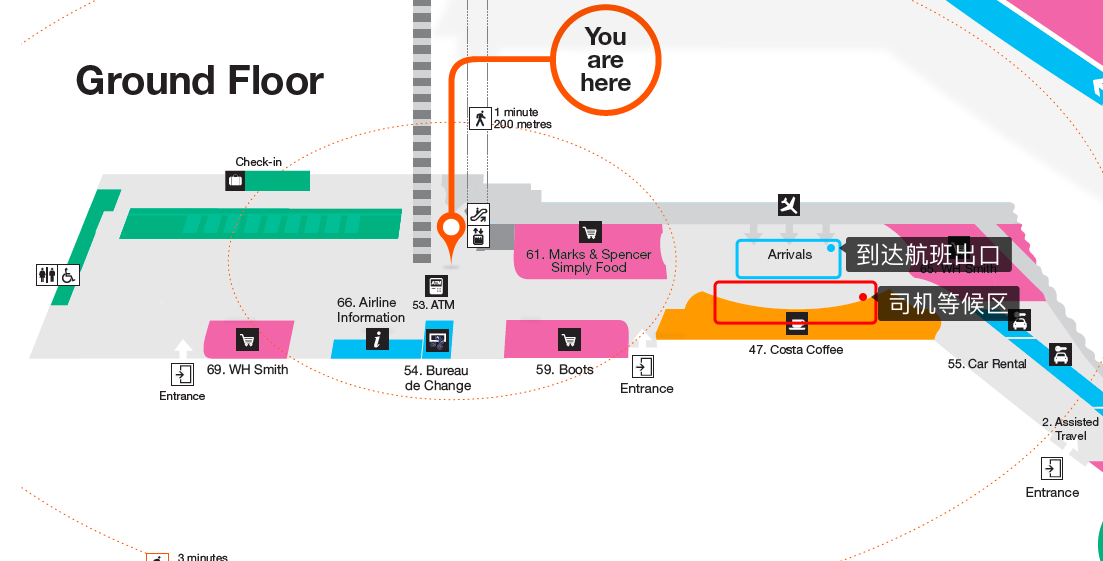 You
are
here
Ground Floor
1 minute
200 metres
Check-in
61. Marks & Spencer
Simply Food
Arrivals
到达航班出口
65. WH Smith
司机等候区
ATM
53. ATM
66. Airline
Information
i
69. WH Smith
54. Bureau
de Change
59. Boots
47. Costa Coffee
55. Car Rental
Entrance
Entrance
2. Assisted
Travel
Entrance
3 minutes